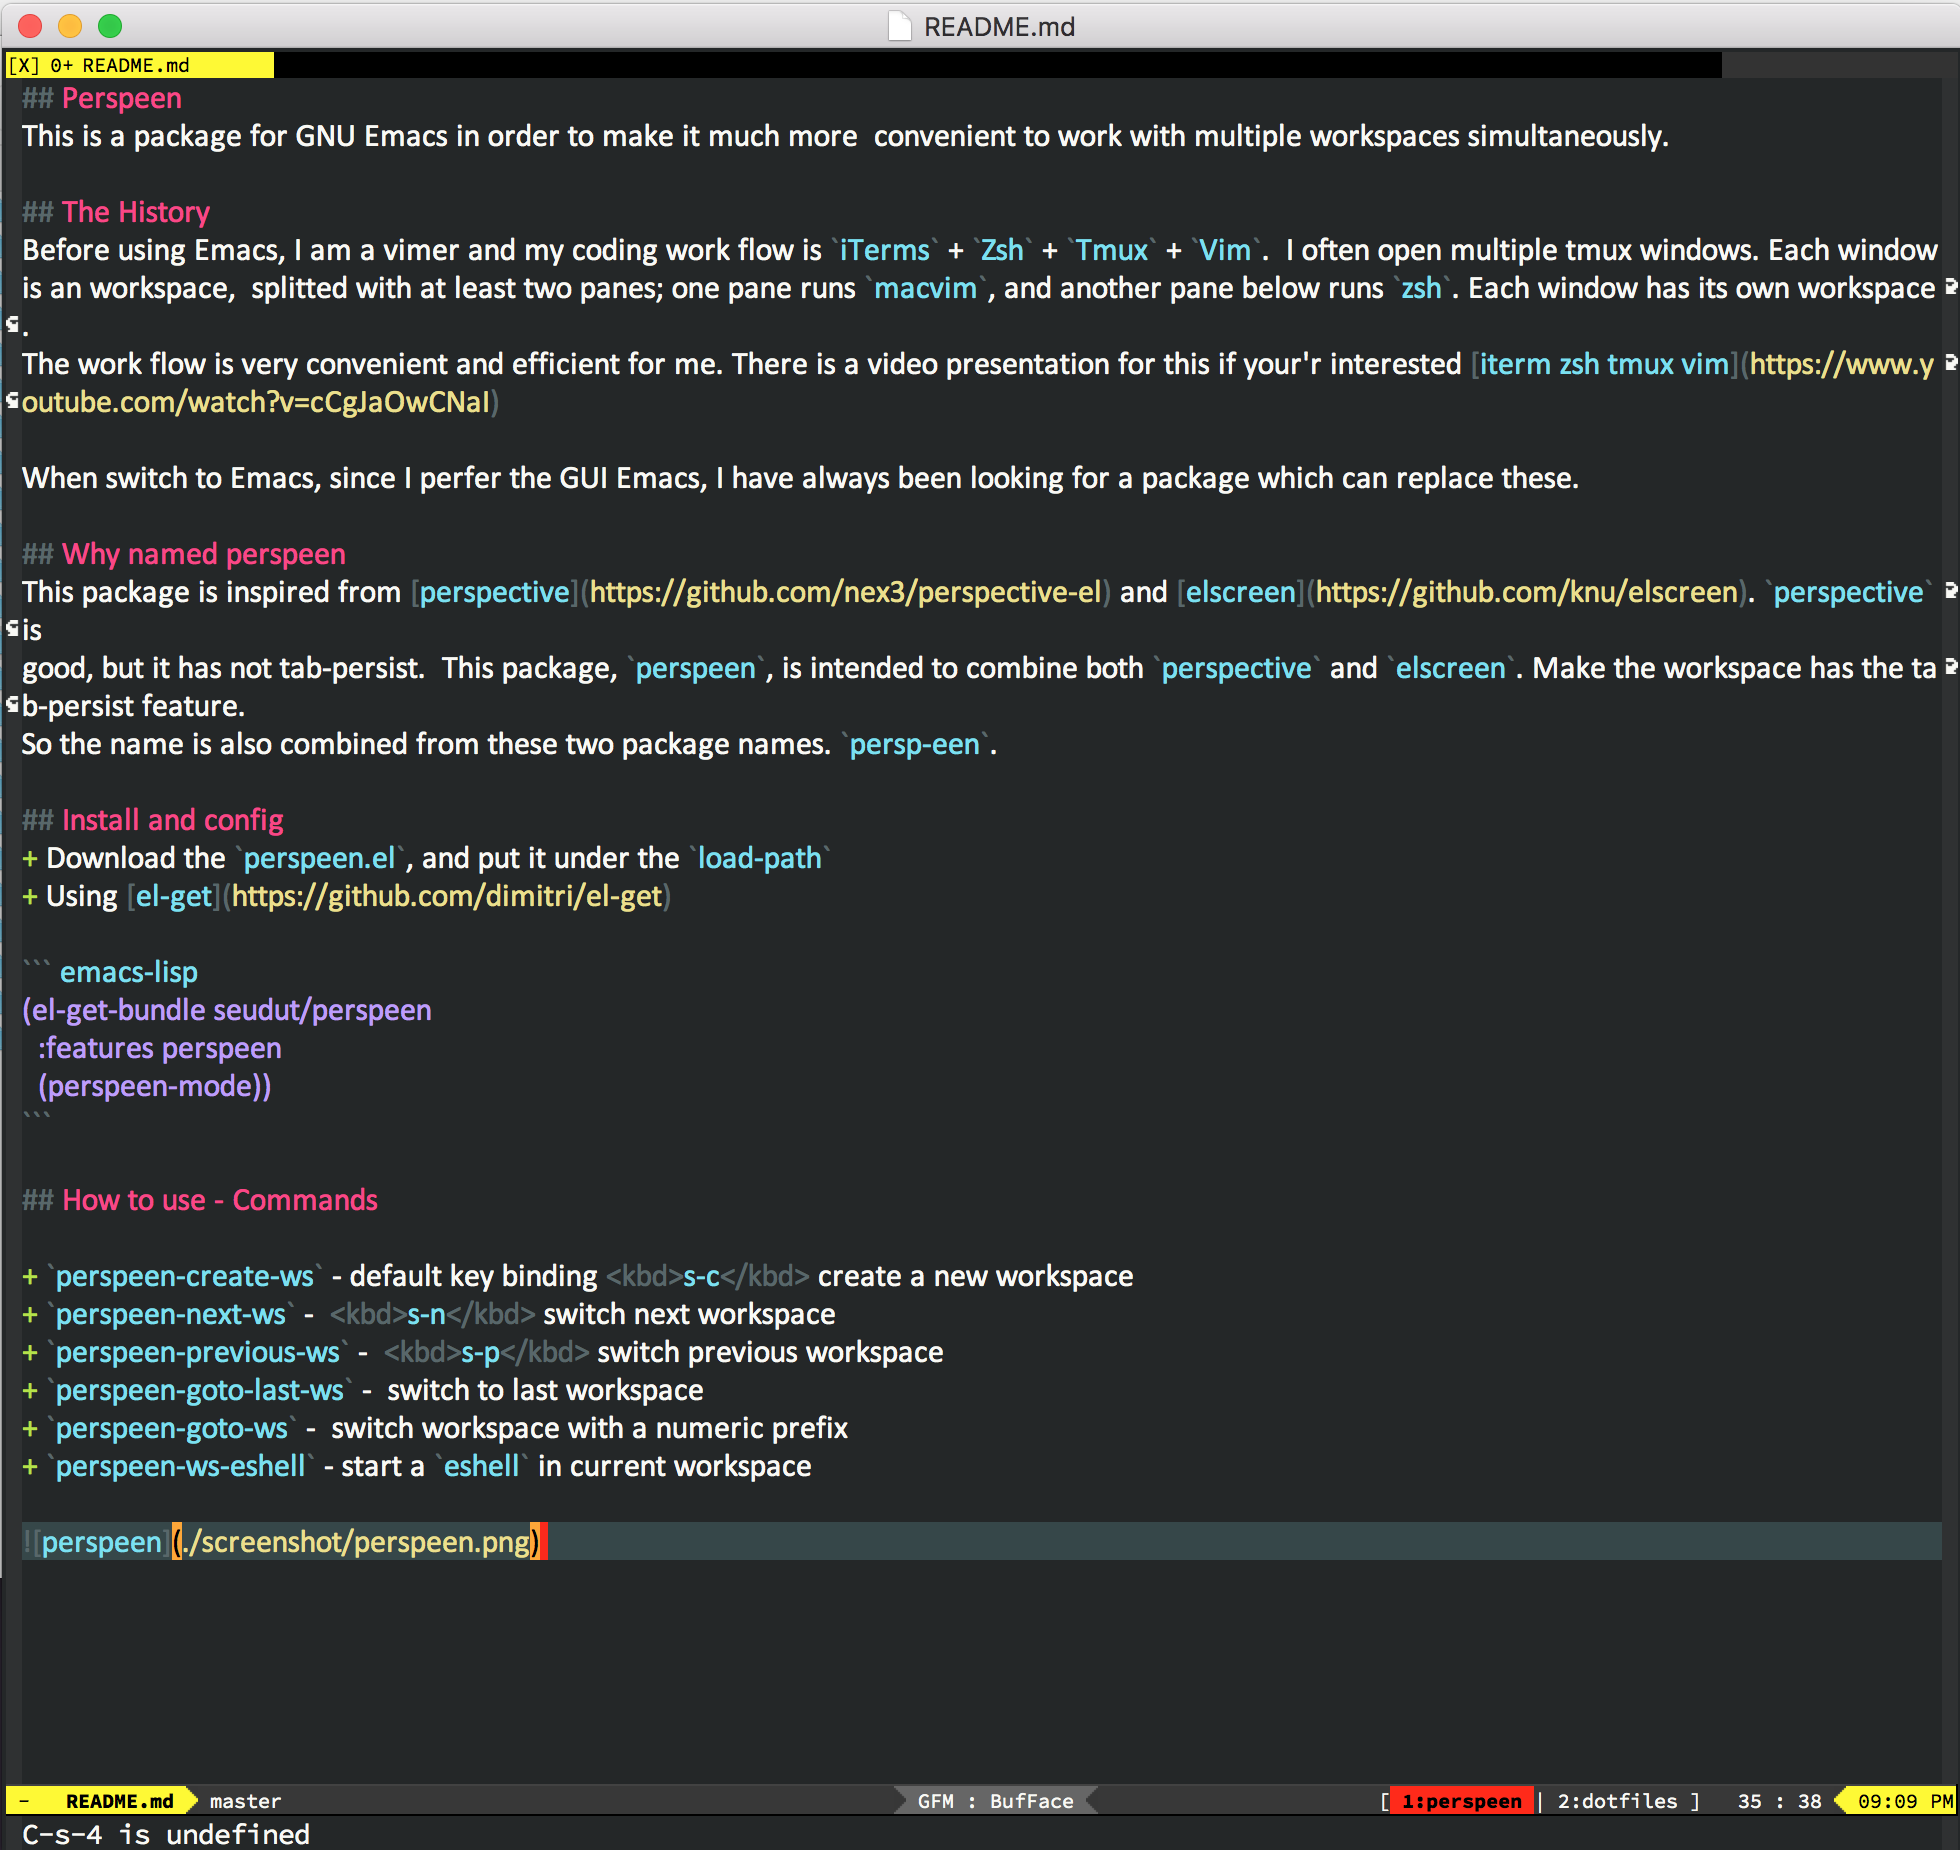 README.md
[X] 0+ README.md
## Perspeen
This is a package for GNU Emacs in order to make it much more  convenient to work with multiple workspaces simultaneously.
## The History
Before using Emacs, I am a vimer and my coding work flow is `iTerms` + `Zsh` + `Tmux` + `Vim`.  I often open multiple tmux windows. Each window
is an workspace,  splitted with at least two panes; one pane runs `macvim`, and another pane below runs `zsh`. Each window has its own workspace
.
The work flow is very convenient and efficient for me. There is a video presentation for this if your'r interested [iterm zsh tmux vim](https://www.y
outube.com/watch?v=cCgJaOwCNaI)
When switch to Emacs, since I perfer the GUI Emacs, I have always been looking for a package which can replace these.
## Why named perspeen
This package is inspired from [perspective](https://github.com/nex3/perspective-el) and [elscreen](https://github.com/knu/elscreen). `perspective`
is
good, but it has not tab-persist.  This package, `perspeen`, is intended to combine both `perspective` and `elscreen`. Make the workspace has the ta
b-persist feature.
So the name is also combined from these two package names. `persp-een`.
## Install and config
+ Download the `perspeen.el`, and put it under the `load-path`
+ Using [el-get](https://github.com/dimitri/el-get)
``` emacs-lisp
(el-get-bundle seudut/perspeen
  :features perspeen
  (perspeen-mode))
```
## How to use - Commands
+ `perspeen-create-ws` - default key binding <kbd>s-c</kbd> create a new workspace
+ `perspeen-next-ws` -  <kbd>s-n</kbd> switch next workspace
+ `perspeen-previous-ws` -  <kbd>s-p</kbd> switch previous workspace
+ `perspeen-goto-last-ws` -  switch to last workspace
+ `perspeen-goto-ws` -  switch workspace with a numeric prefix
+ `perspeen-ws-eshell` - start a `eshell` in current workspace
![perspeen](./screenshot/perspeen.png)
-   README.md  master  GFM : BufFace  [ 1:perspeen | 2:dotfiles ]   35 : 38  09:09 PM
C-s-4 is undefined